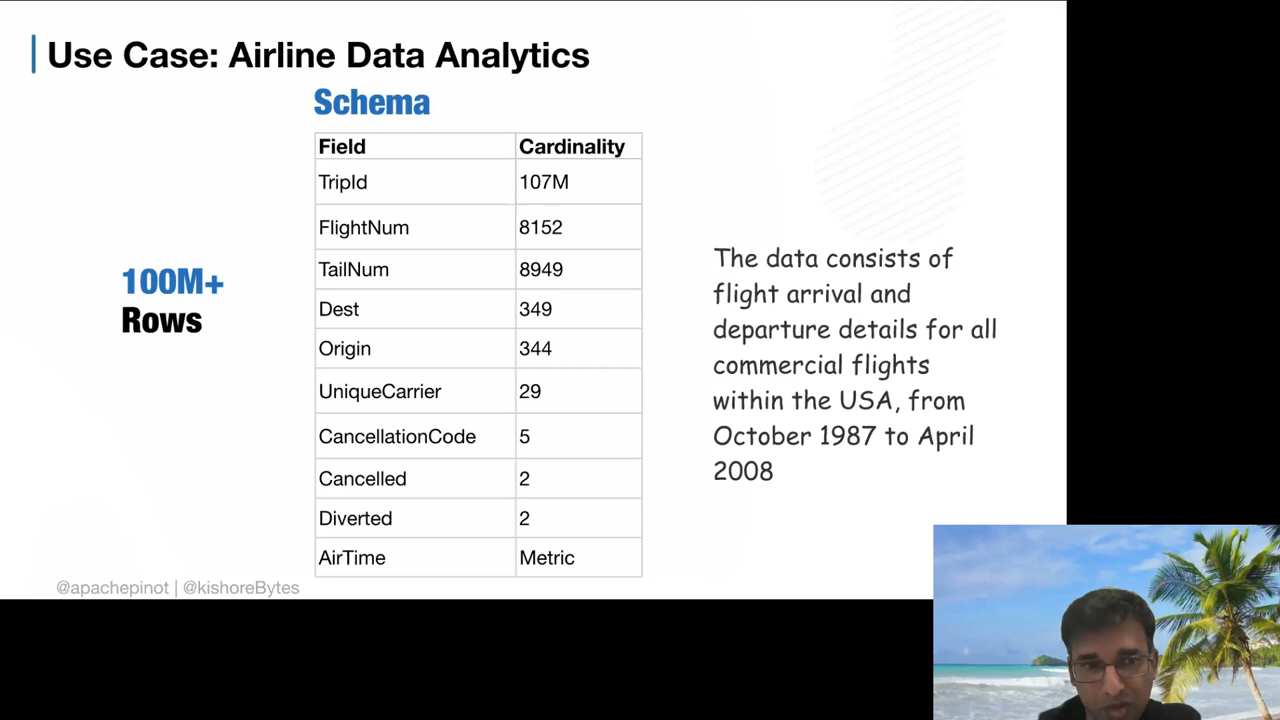 Use Case: Airline Data Analytics
Schema
Field Cardinality
TripId 107M
FlightNum 8152
TailNum 8949
Dest 349
Origin 344
UniqueCarrier 29
CancellationCode 5
Cancelled 2
Diverted 2
AirTime Metric
100M+
Rows
The data consists of
flight arrival and
departure details for all
commercial flights
within the USA, from
October 1987 to April
2008
@apachepinot | @kishoreBytes